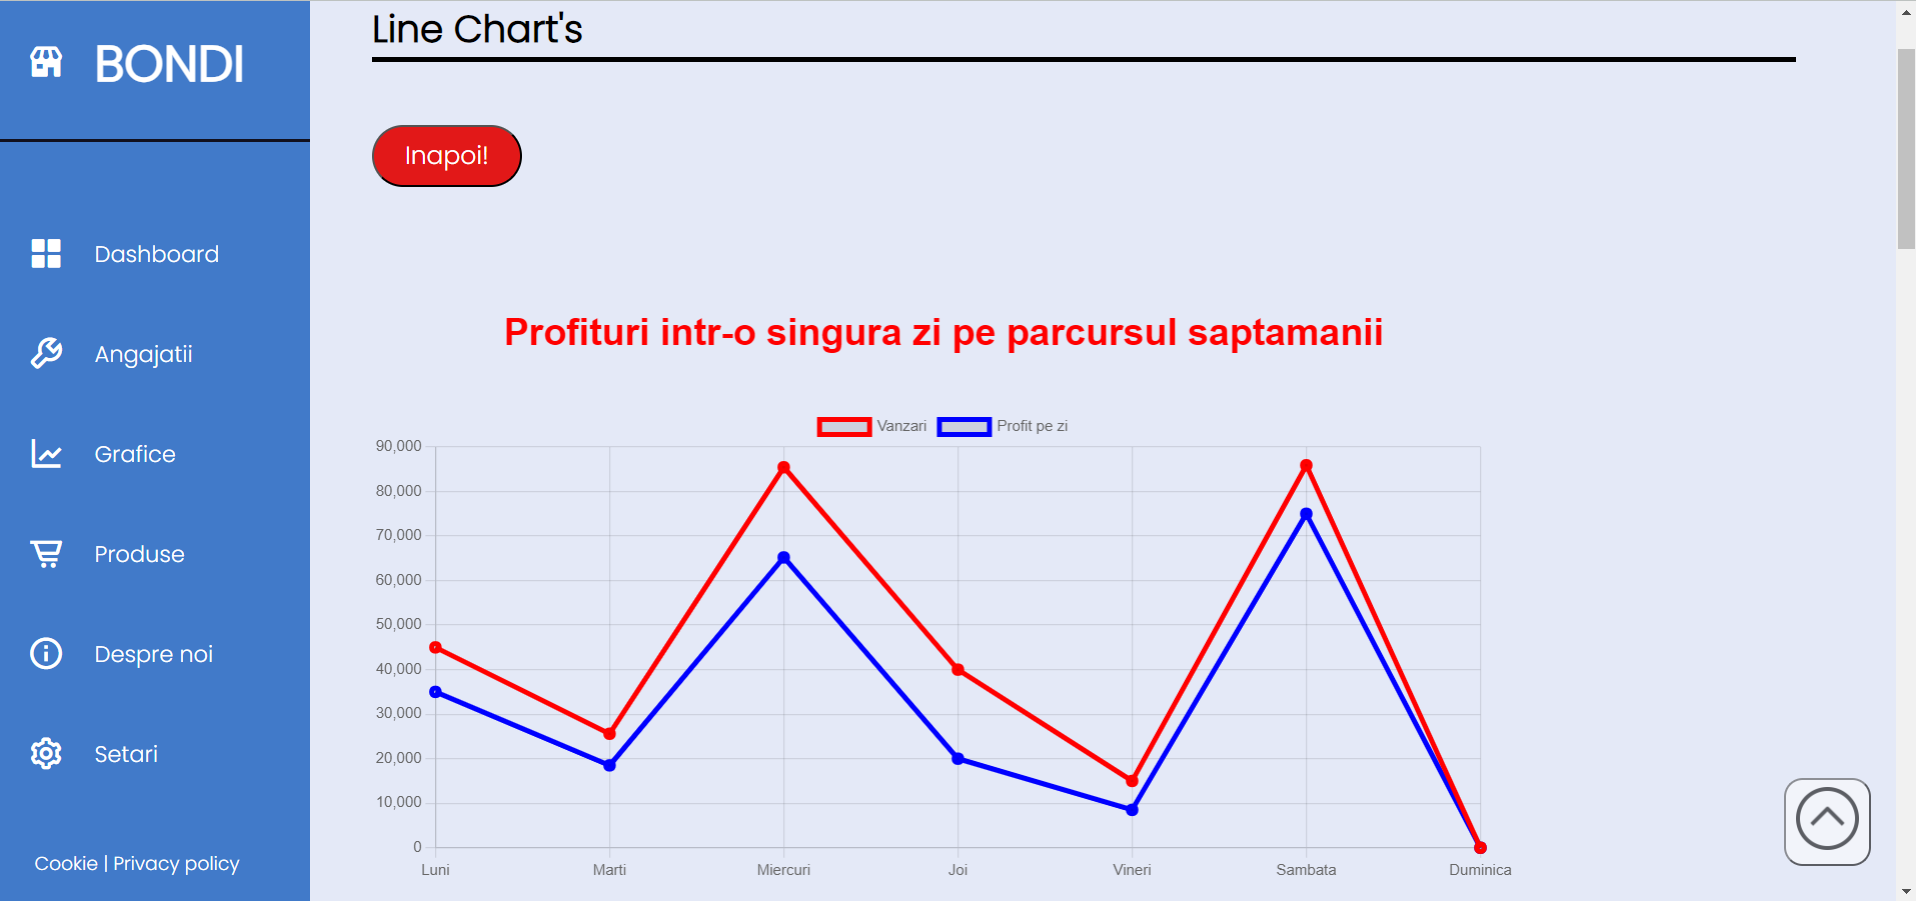 BONDI
Dashboard
Angajatii
Grafice
Produse
Despre noi
Setari
Cookie | Privacy policy
Line Chart's
Inapoi!
Profituri intr-o singura zi pe parcursul saptamanii
Vanzari Profit pe zi
90,000
80,000
70,000
60,000
50,000
40,000
30,000
20,000
10,000
0
Luni Marti Miercuri Joi Vineri Sambata Duminica